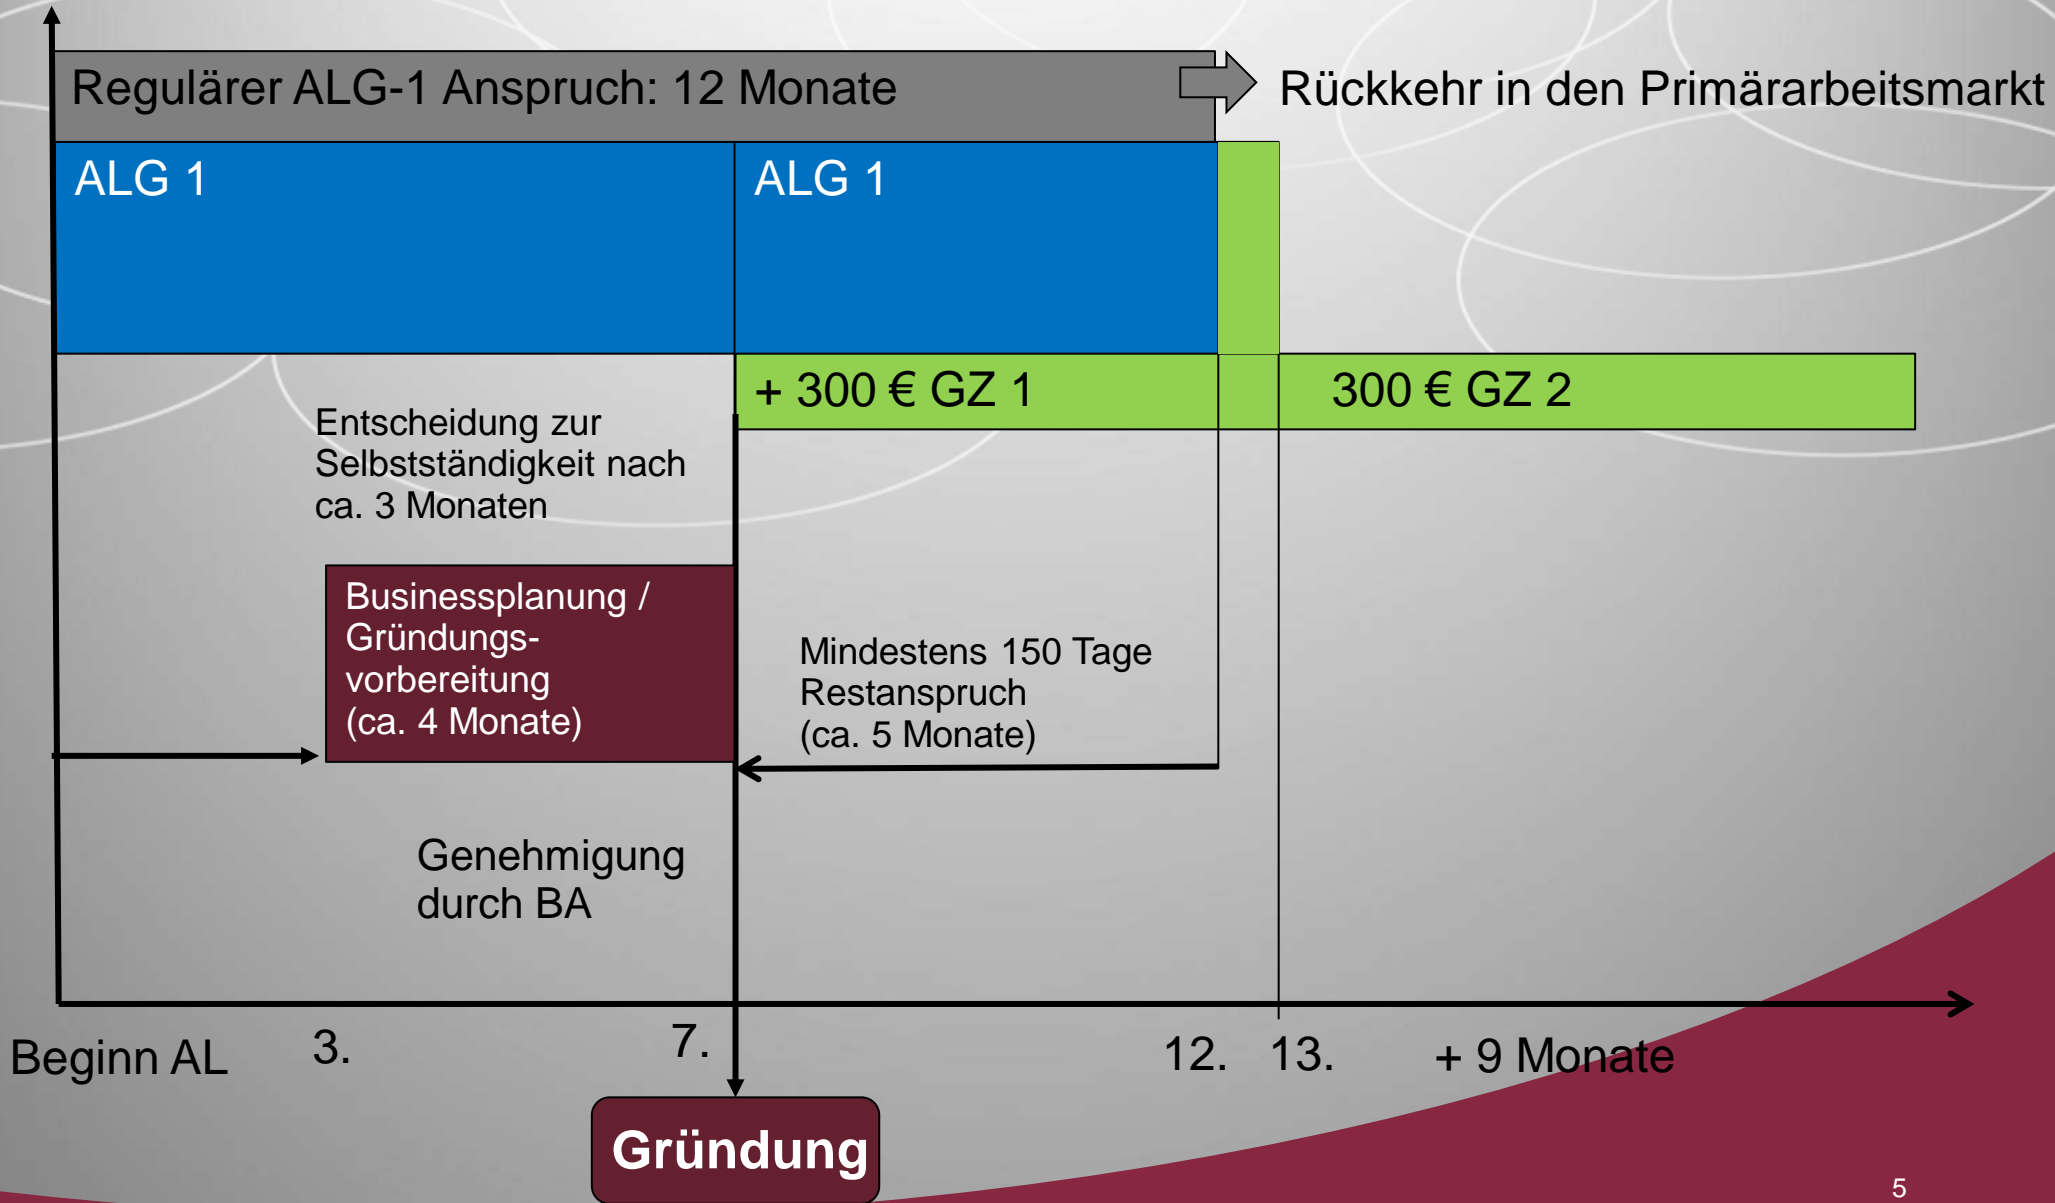 Regulärer ALG-1 Anspruch: 12 Monate
Rückkehr in den Primärarbeitsmarkt
ALG 1
ALG 1
+ 300 € GZ 1
300 € GZ 2
Entscheidung zur
Selbstständigkeit nach
ca. 3 Monaten
Businessplanung /
Gründungs-
vorbereitung
(ca. 4 Monate)
Mindestens 150 Tage
Restanspruch
(ca. 5 Monate)
Genehmigung
durch BA
Beginn AL
3.
7.
12.
13.
+ 9 Monate
Gründung
5